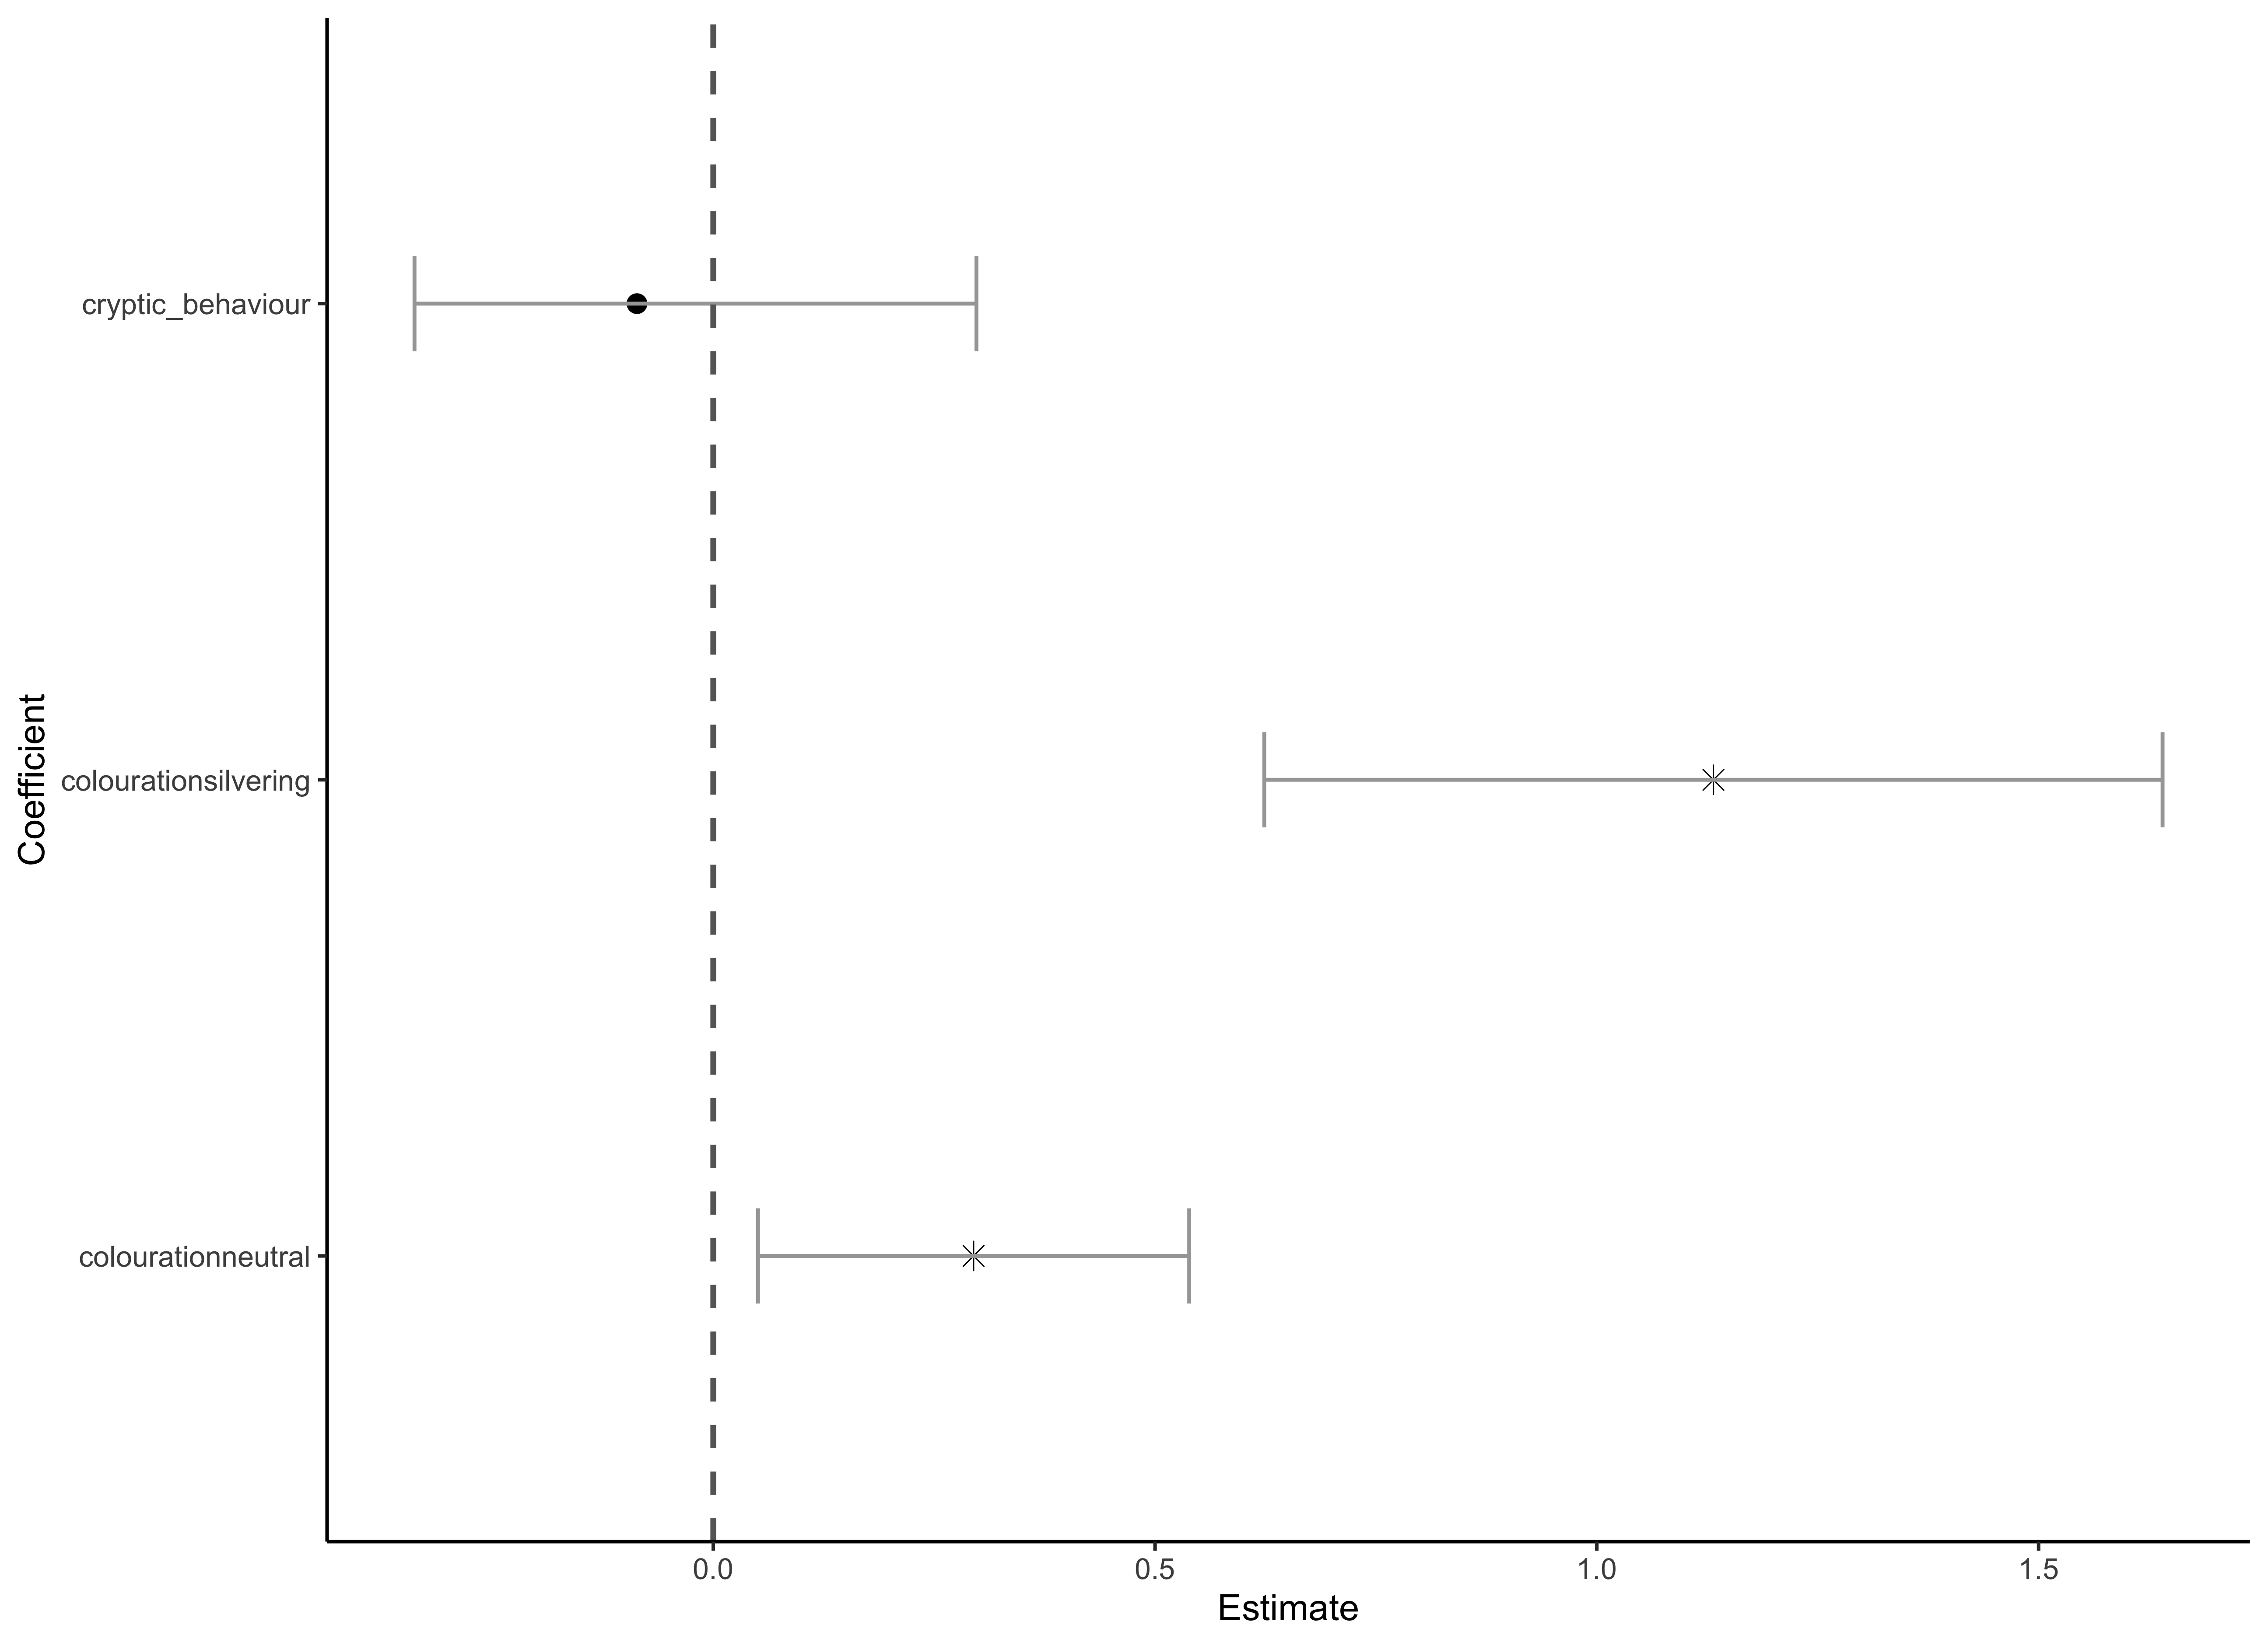 Coefficient
cryptic_behaviour
colourationsilvering
colourationneutral
0.0 0.5 1.0 1.5
Estimate